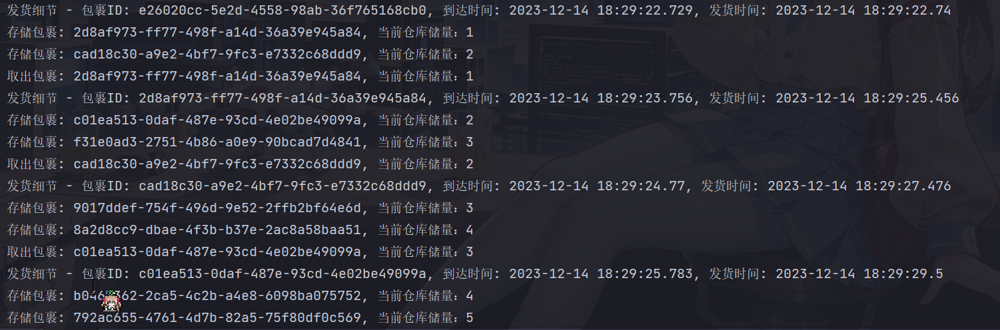 发货细节 - 包裹ID: e26020cc-5e2d-4558-98ab-36f765168cb0, 到达时间: 2023-12-14 18:29:22.729, 发货时间: 2023-12-14 18:29:22.74
存储包裹: 2d8af973-ff77-498f-a14d-36a39e945a84, 当前仓库储量：1
存储包裹: cad18c30-a9e2-4bf7-9fc3-e7332c68ddd9, 当前仓库储量：2
取出包裹: 2d8af973-ff77-498f-a14d-36a39e945a84, 当前仓库储量：1
发货细节 - 包裹ID: 2d8af973-ff77-498f-a14d-36a39e945a84, 到达时间: 2023-12-14 18:29:23.756, 发货时间: 2023-12-14 18:29:25.456
存储包裹: c01ea513-0daf-487e-93cd-4e02be49099a, 当前仓库储量：2
存储包裹: f31e0ad3-2751-4b86-a0e9-90bcad7d4841, 当前仓库储量：3
取出包裹: cad18c30-a9e2-4bf7-9fc3-e7332c68ddd9, 当前仓库储量：2
发货细节 - 包裹ID: cad18c30-a9e2-4bf7-9fc3-e7332c68ddd9, 到达时间: 2023-12-14 18:29:24.77, 发货时间: 2023-12-14 18:29:27.476
存储包裹: 9017ddef-754f-496d-9e52-2ffb2bf64e6d, 当前仓库储量：3
存储包裹: 8a2d8cc9-dbae-4f3b-b37e-2ac8a58baa51, 当前仓库储量：4
取出包裹: c01ea513-0daf-487e-93cd-4e02be49099a, 当前仓库储量：3
发货细节 - 包裹ID: c01ea513-0daf-487e-93cd-4e02be49099a, 到达时间: 2023-12-14 18:29:25.783, 发货时间: 2023-12-14 18:29:29.5
存储包裹: 当前仓库储量：4
存储包裹: 792ac655-4761-4d7b-82a5-75f80df0c569, 当前仓库储量：5